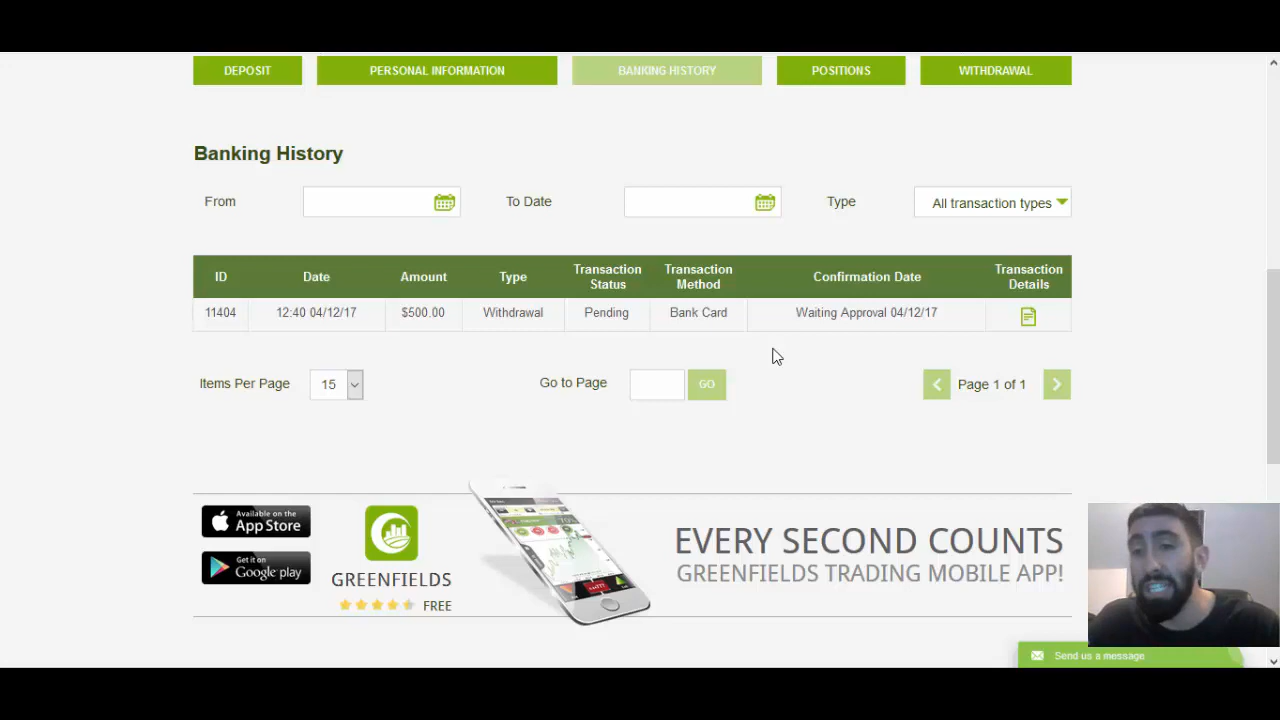 DEPOSIT PERSONAL INFORMATION BANKING HISTORY POSITIONS WITHDRAWAL
Banking History
From To Date Type All transaction types
ID Date Amount Type Transaction Status Transaction Method Confirmation Date Transaction Details
11404 12:40 04/12/17 $500.00 Withdrawal Pending Bank Card Waiting Approval 04/12/17
Items Per Page 15 Go to Page GO Page 1 of 1
Available on the
App Store
Get it on
Google play
GREENFIELDS
FREE
EVERY SECOND COUNTS
GREENFIELDS TRADING MOBILE APP!
Send us a message